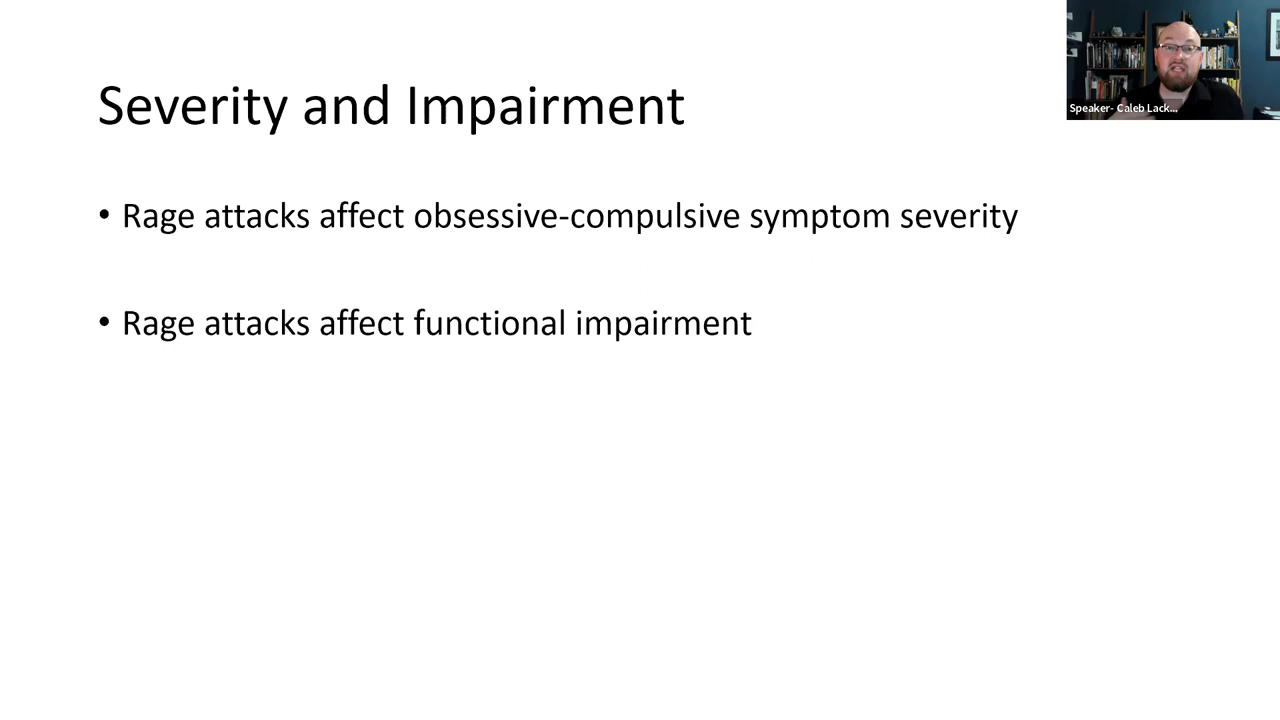 Severity and Impairment
Speaker- Caleb Lack...
• Rage attacks affect obsessive-compulsive symptom severity
• Rage attacks affect functional impairment